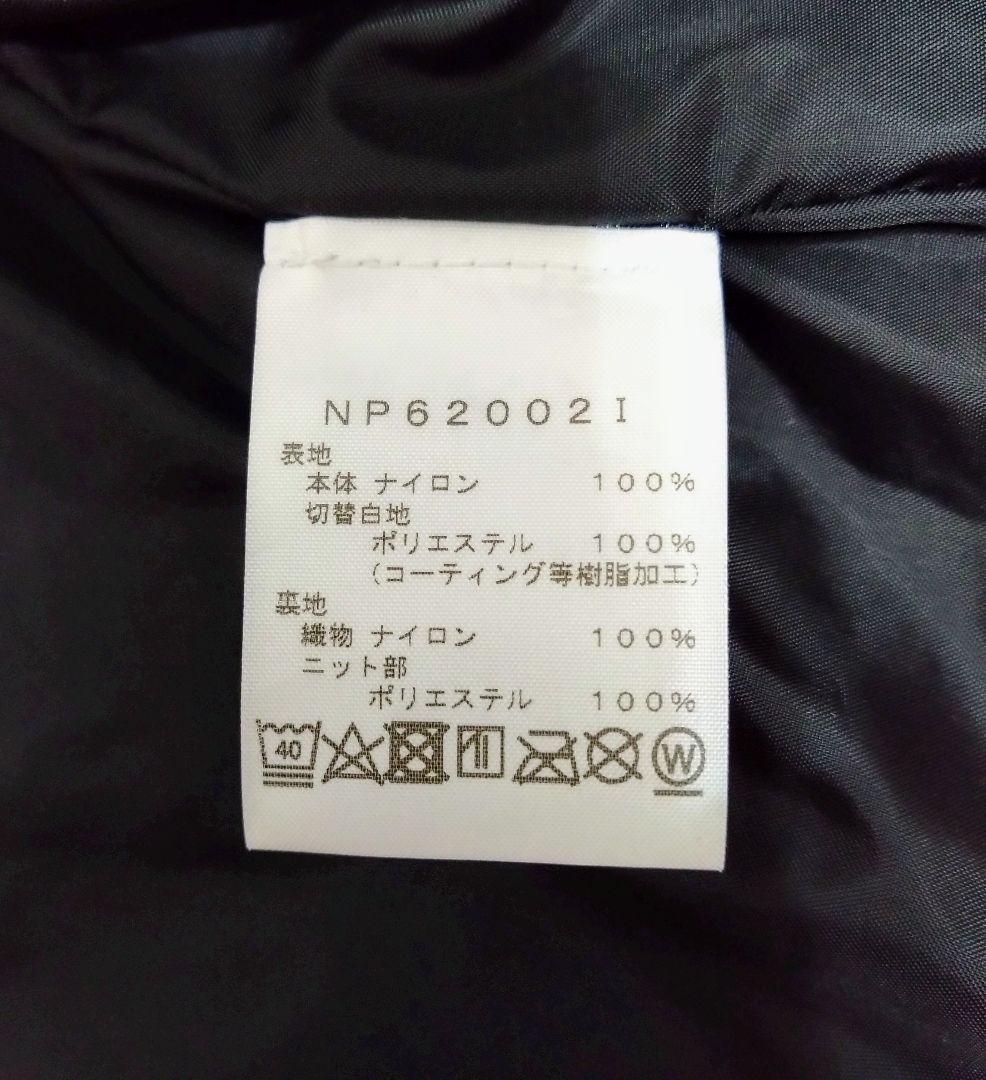 NP62002I
表地
本体 ナイロン 100%
切替白地
ポリエステル 100%
(コーティング等樹脂加工)
裏地
織物 ナイロン 100%
ニット部
ポリエステル 100%
40 W